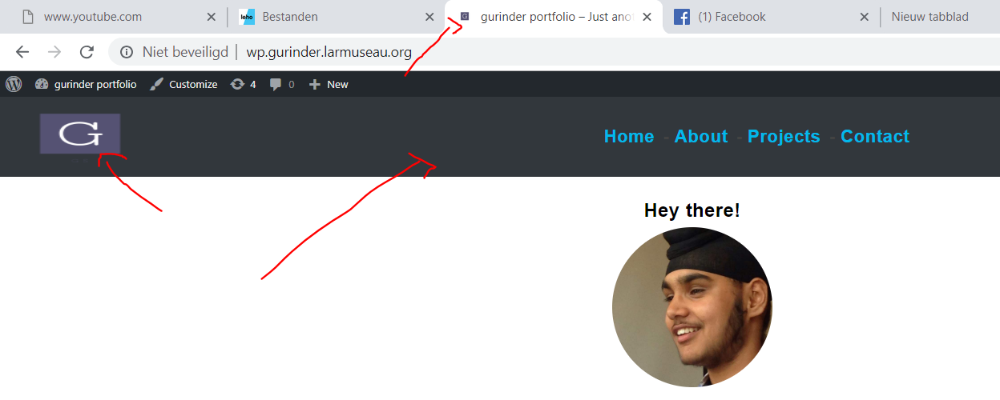 www.youtube.com
leho Bestanden
G gurinder portfolio – Just ano
(1) Facebook
Nieuw tabblad
Niet beveiligd | wp.gurinder.larmuseau.org
gurinder portfolio Customize 4 0 + New
G
Home - About - Projects - Contact
Hey there!